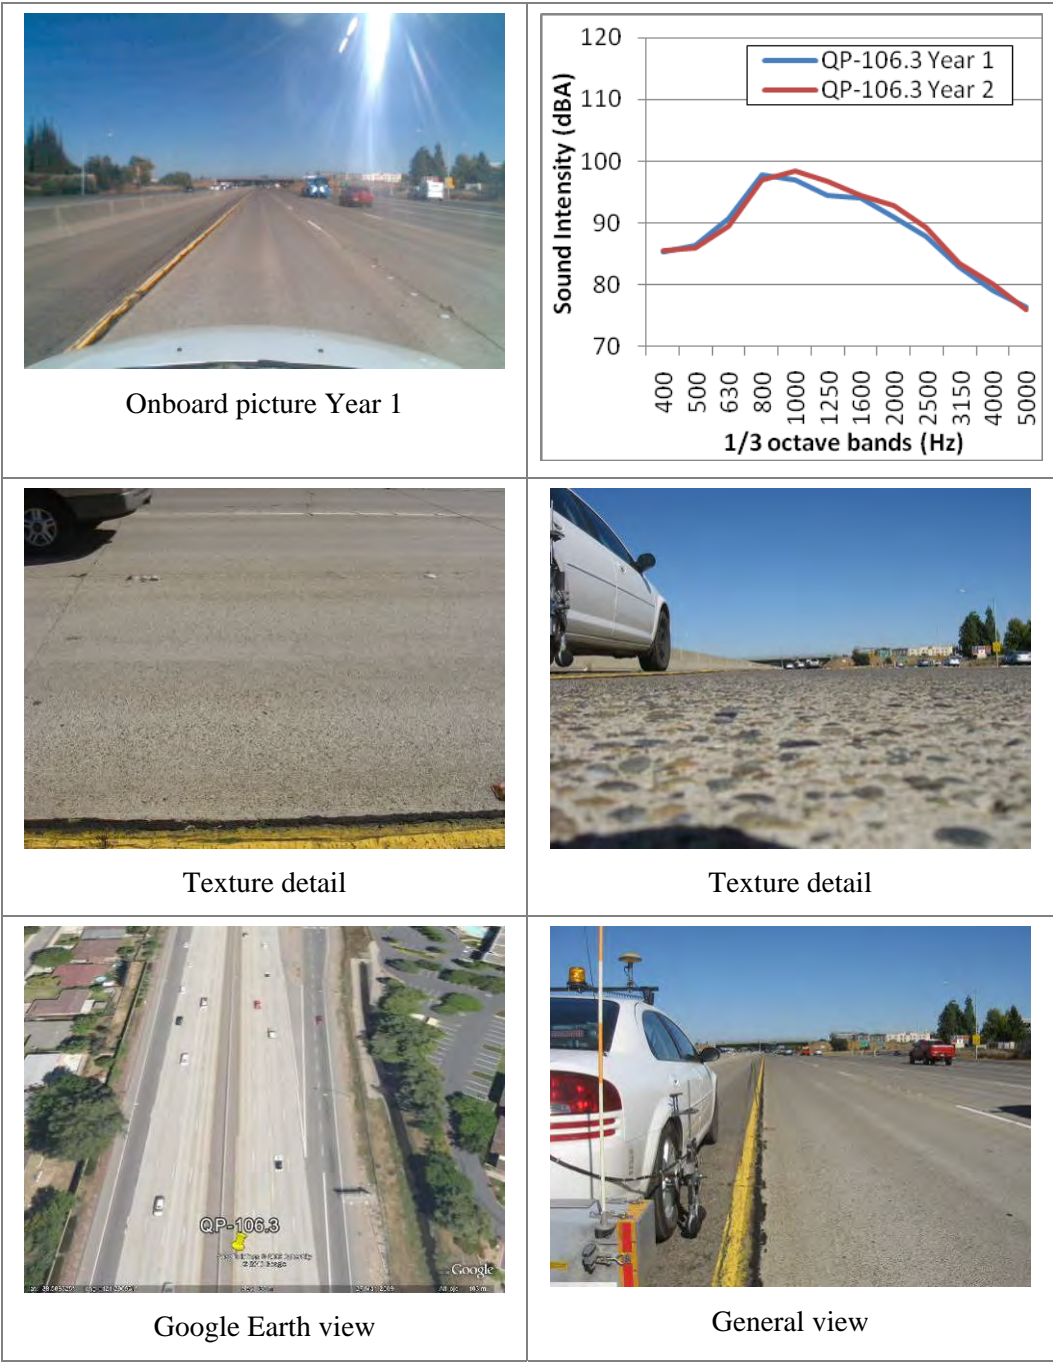 120
110
100
90
80
70
Sound Intensity (dBA)
QP-106.3 Year 1
QP-106.3 Year 2
400
500
630
800
1000
1250
1600
2000
2500
3150
4000
5000
1/3 octave bands (Hz)
Onboard picture Year 1
Texture detail
Texture detail
QP-106.3
Google
Google Earth view
General view